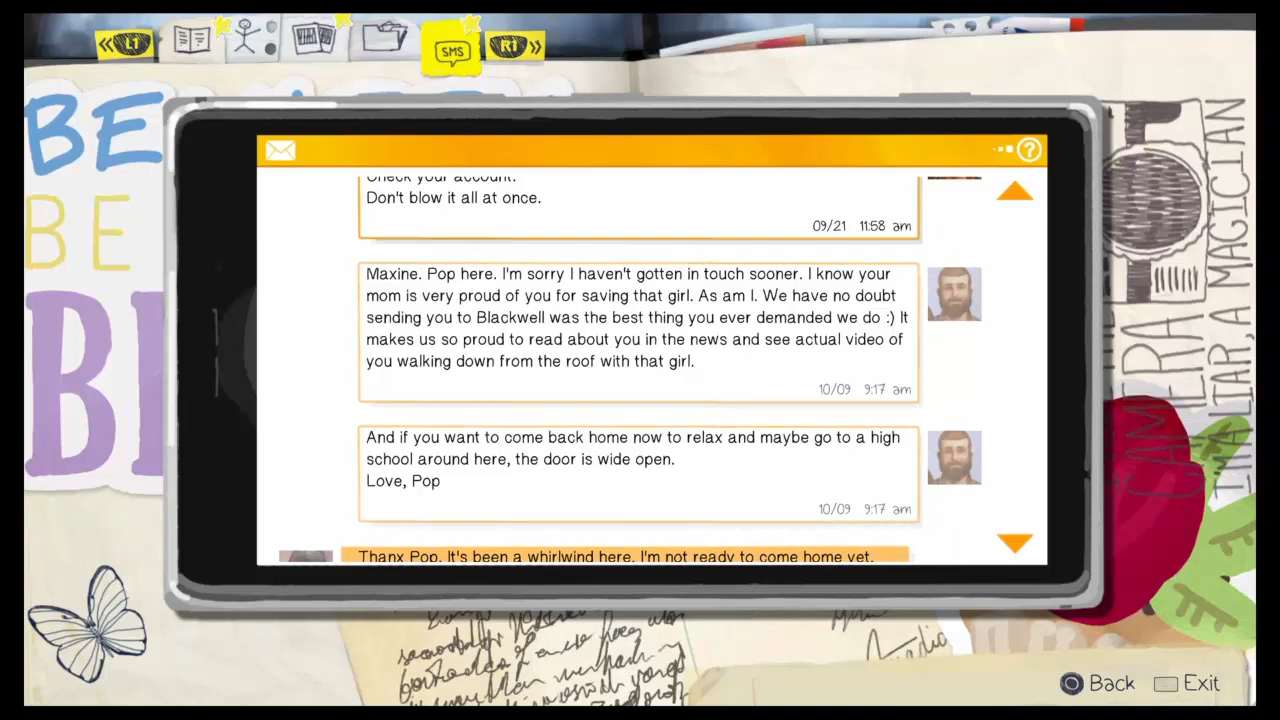 L1
SMS
R1
BE
BE
BE
Check your account.
Don't blow it all at once.
09/21 11:58 am
Maxine. Pop here. I'm sorry I haven't gotten in touch sooner. I know your
mom is very proud of you for saving that girl. As am I. We have no doubt
sending you to Blackwell was the best thing you ever demanded we do :) It
makes us so proud to read about you in the news and see actual video of
you walking down from the roof with that girl.
10/09 9:17 am
And if you want to come back home now to relax and maybe go to a high
school around here, the door is wide open.
Love, Pop
10/09 9:17 am
Thanx Pop. It's been a whirlwind here. I'm not ready to come home yet.
CAMERA
LIAR, A MAGICIAN
Back
Exit